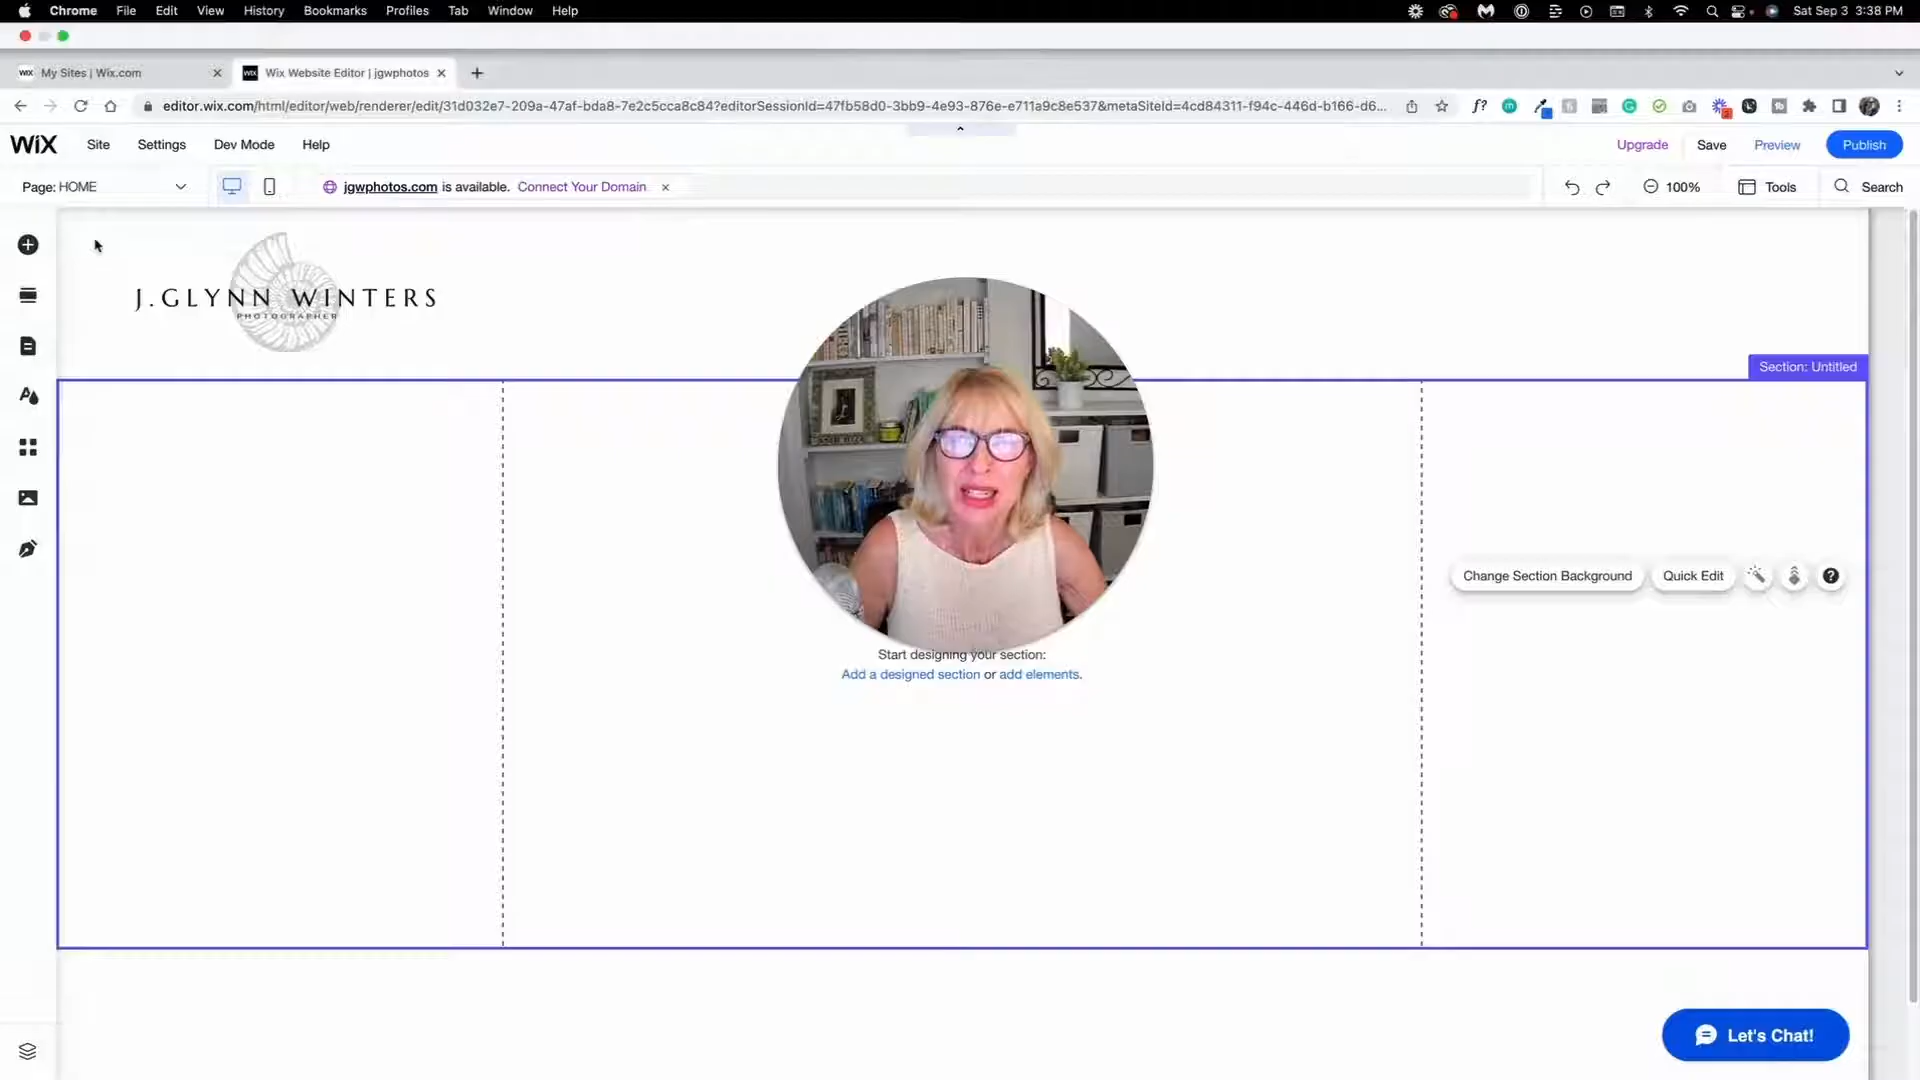 Chrome File Edit View History Bookmarks Profiles Tab Window Help Sat Sep 3 3:38 PM
WIX My Sites | Wix.com WIX Wix Website Editor | jgwphotos
editor.wix.com/html/editor/web/renderer/edit/31d032e7-209a-47af-bda8-7e2c5cca8c84?editorSessionId=47fb58d0-3bb9-4e93-876e-e711a9c8e537&metaSiteId=4cd84311-f94c-446d-b166-d6...
WiX Site Settings Dev Mode Help Upgrade Save Preview Publish
Page: HOME jgwphotos.com is available. Connect Your Domain 100% Tools Search
J.GLYNN WINTERS
PHOTOGRAPHER
Section: Untitled
Change Section Background Quick Edit ?
Start designing your section:
Add a designed section or add elements.
Let's Chat!